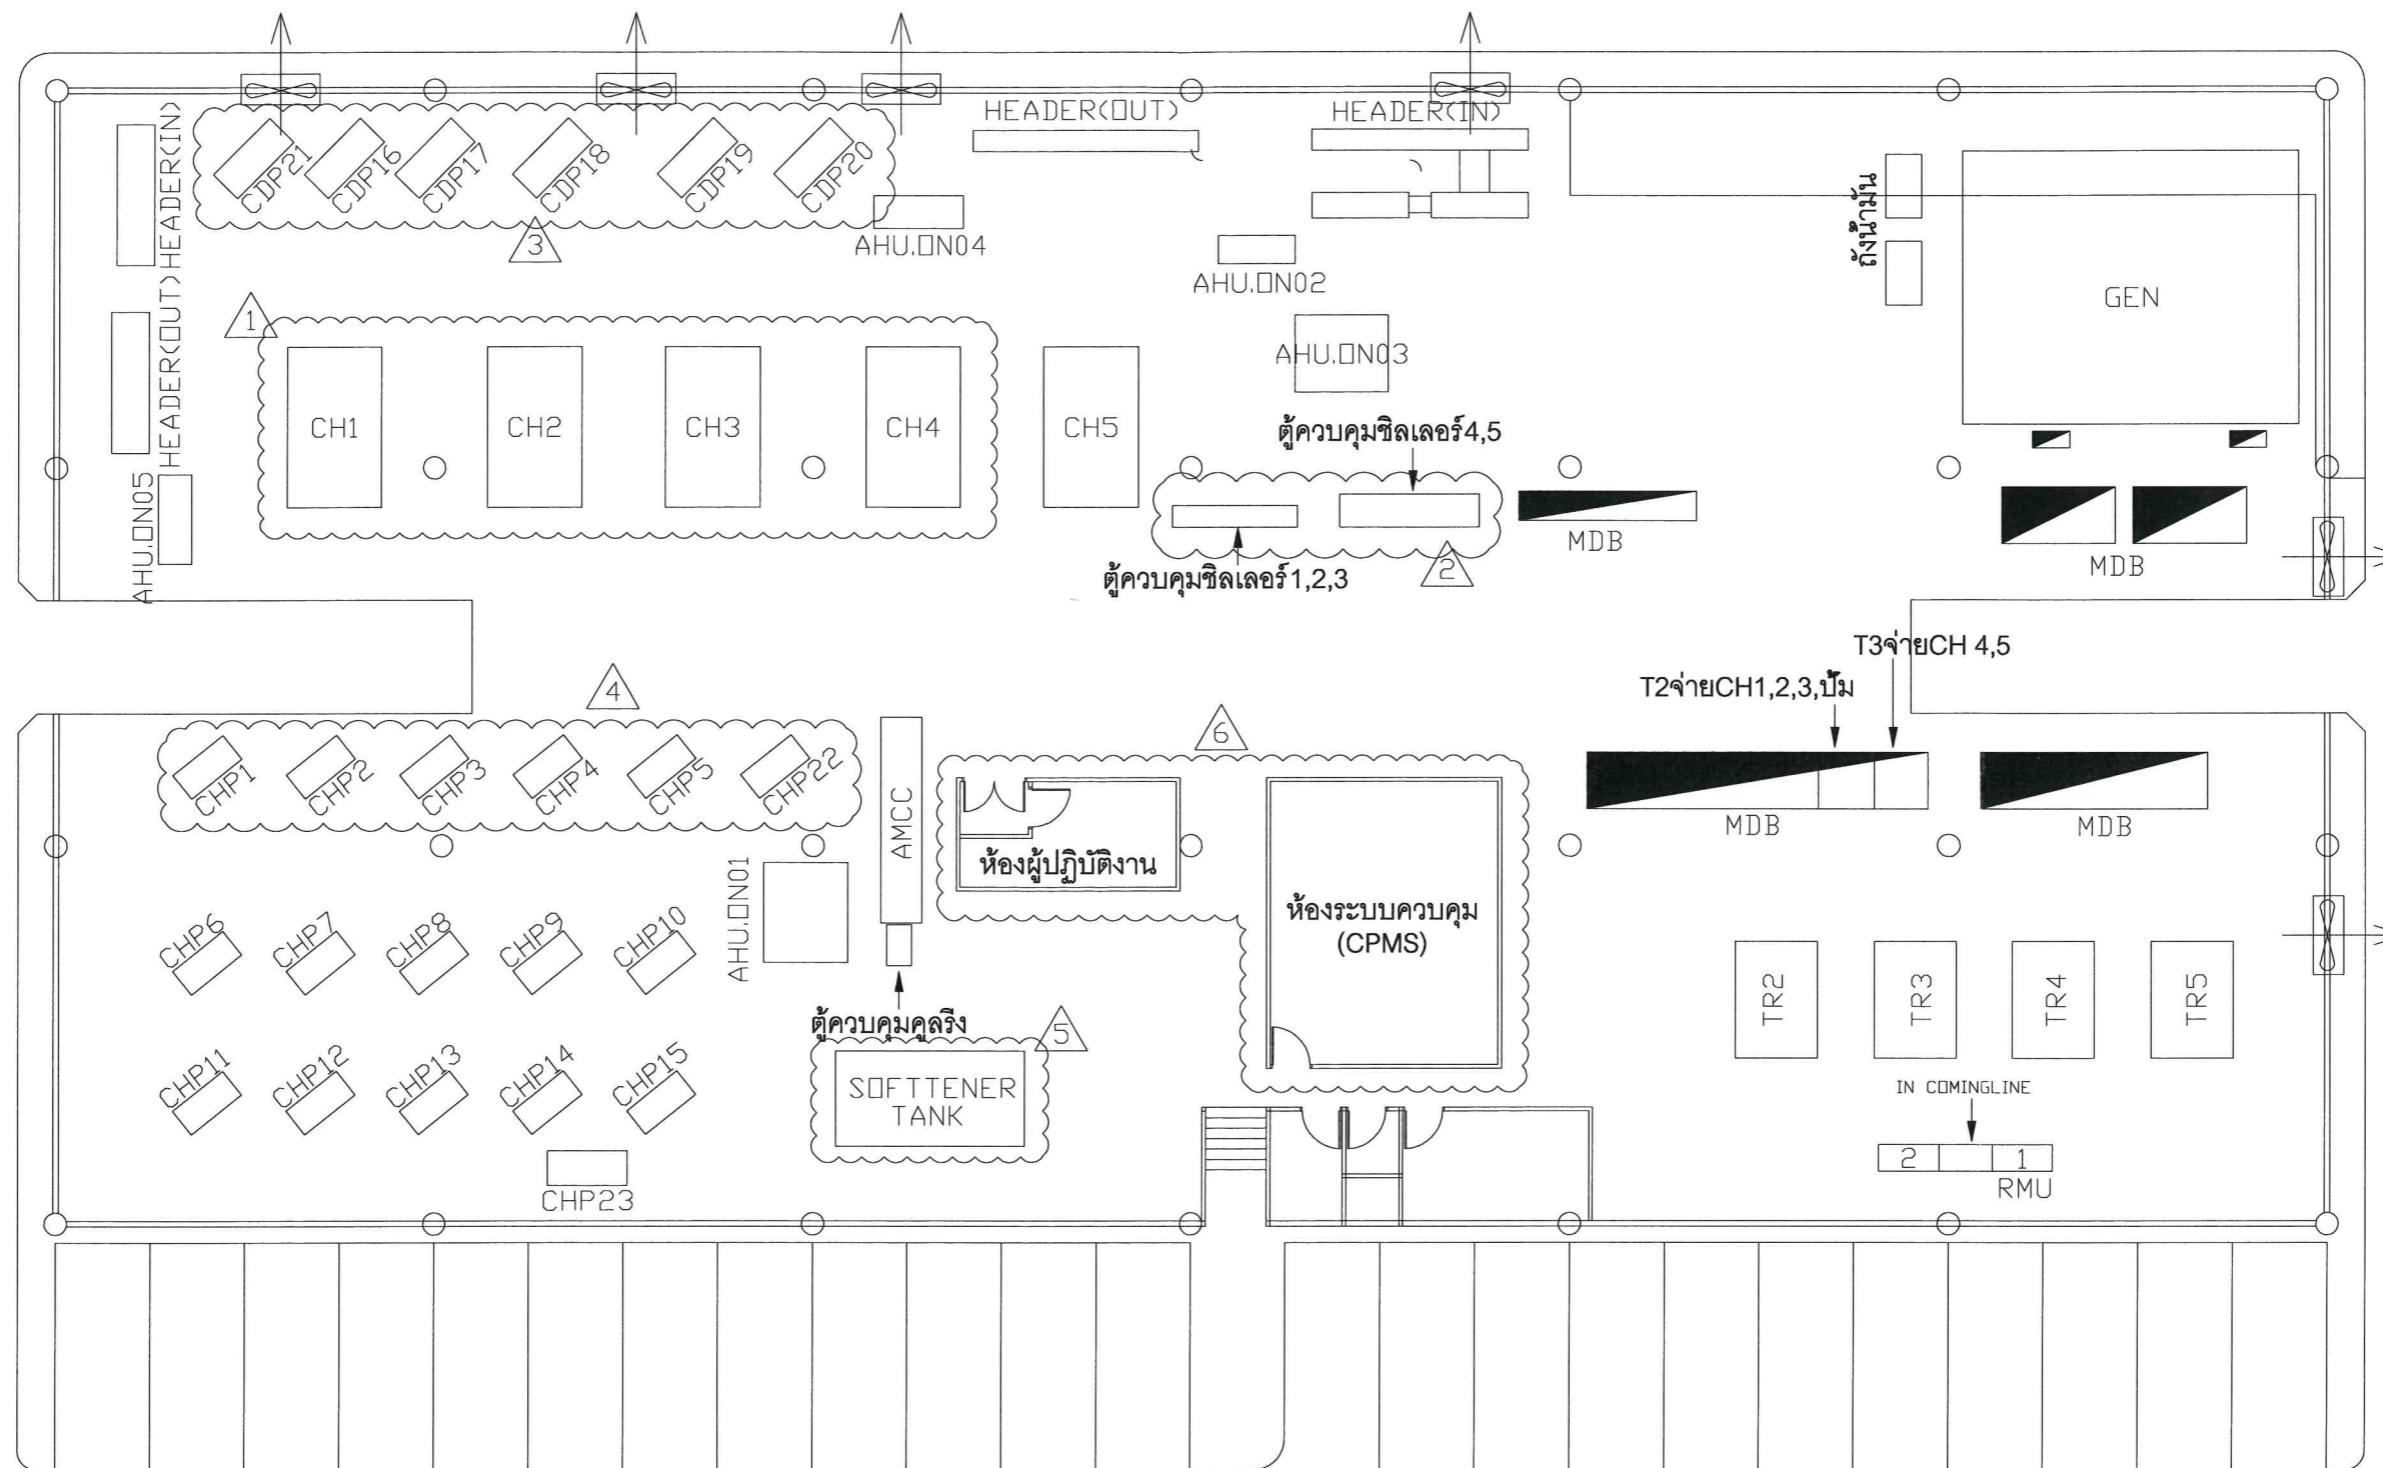 HEADER(OUT)
HEADER(IN)
HEADER(IN)
CDP21
CDP16
CDP17
CDP18
CDP19
CDP20
3
AHU.ON04
AHU.ON02
ถังน้ำมัน
GEN
HEADER(OUT)
1
CH1
CH2
CH3
CH4
CH5
AHU.ON03
ตู้ควบคุมชิลเลอร์4,5
AHU.ON05
MDB
MDB
ตู้ควบคุมชิลเลอร์1,2,3
2
T3จ่ายCH 4,5
T2จ่ายCH1,2,3,ปั๊ม
4
6
CHP1
CHP2
CHP3
CHP4
CHP5
CHP22
AMCC
MDB
MDB
ห้องผู้ปฏิบัติงาน
AHU.ON01
CHP6
CHP7
CHP8
CHP9
CHP10
ห้องระบบควบคุม
(CPMS)
TR2
TR3
TR4
TR5
ตู้ควบคุมคูลริ่ง
5
CHP11
CHP12
CHP13
CHP14
CHP15
SOFTTENER
TANK
IN COMINGLINE
2
1
RMU
CHP23